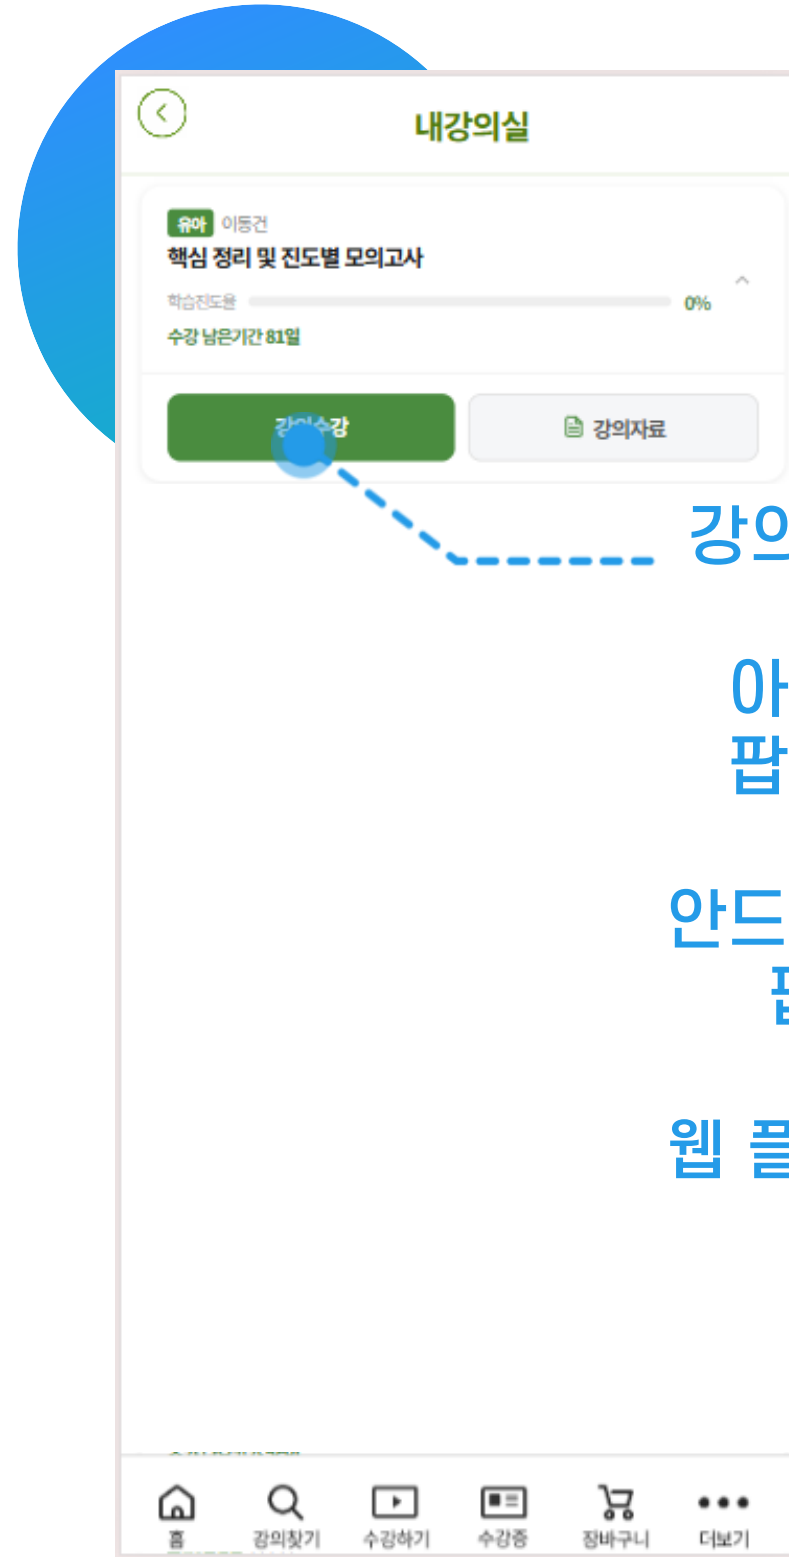 내강의실
유아 이동건
핵심 정리 및 진도별 모의고사
학습진도율 0%
수강 남은기간 81일
강의수강 강의자료
강의
아
팝
안드
웹 플
홈 강의찾기 수강하기 수강증 장바구니 더보기